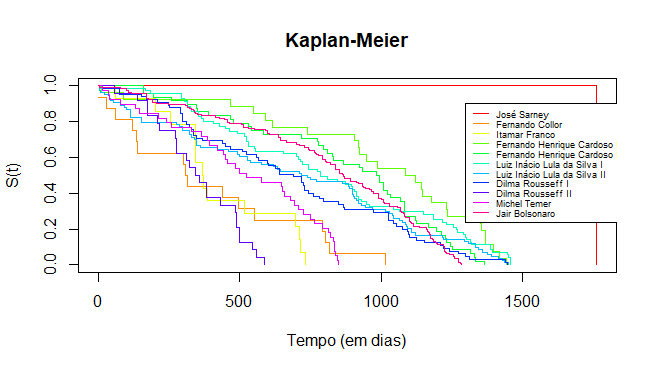 Kaplan-Meier
S(t)
1.0
0.8
0.6
0.4
0.2
0.0
José Sarney
Fernando Collor
Itamar Franco
Fernando Henrique Cardoso
Fernando Henrique Cardoso
Luiz Inácio Lula da Silva I
Luiz Inácio Lula da Silva II
Dilma Rousseff I
Dilma Rousseff II
Michel Temer
Jair Bolsonaro
0 500 1000 1500
Tempo (em dias)